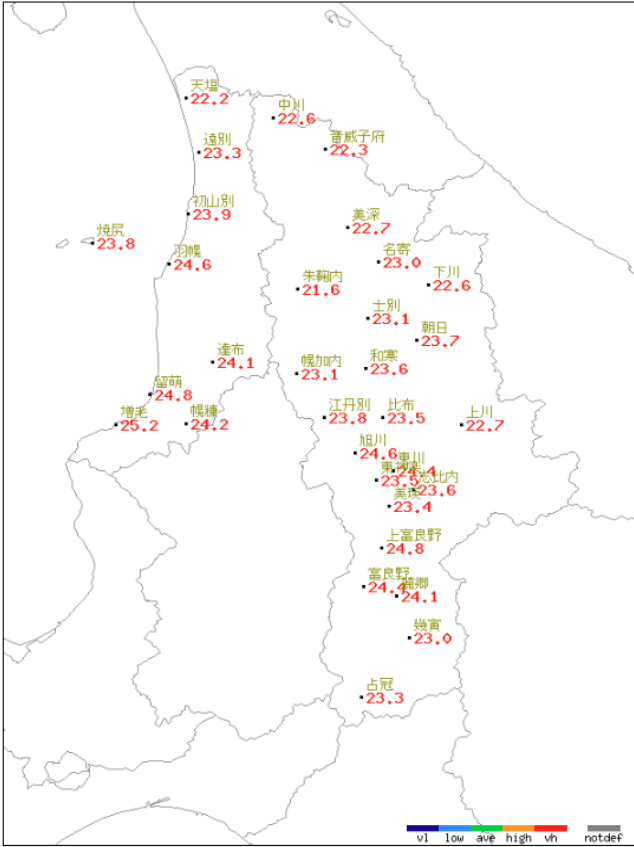 天塩
22.2
中川
22.6
音威子府
22.3
遠別
23.3
初山別
23.9
美深
22.7
焼尻
23.8
羽幌
24.6
名寄
23.0
朱鞠内
21.6
下川
22.6
士別
23.1
朝日
23.7
達布
24.1
幌加内
23.1
和寒
23.6
留萌
24.8
増毛
25.2
幌糠
24.2
江丹別
23.8
比布
23.5
上川
22.7
旭川
24.6
東川
24.4
東神楽
23.5
志比内
23.6
美瑛
23.4
上富良野
24.8
富良野
24.4
麓郷
24.1
幾寅
23.0
占冠
23.3
vl low ave high vh notdef